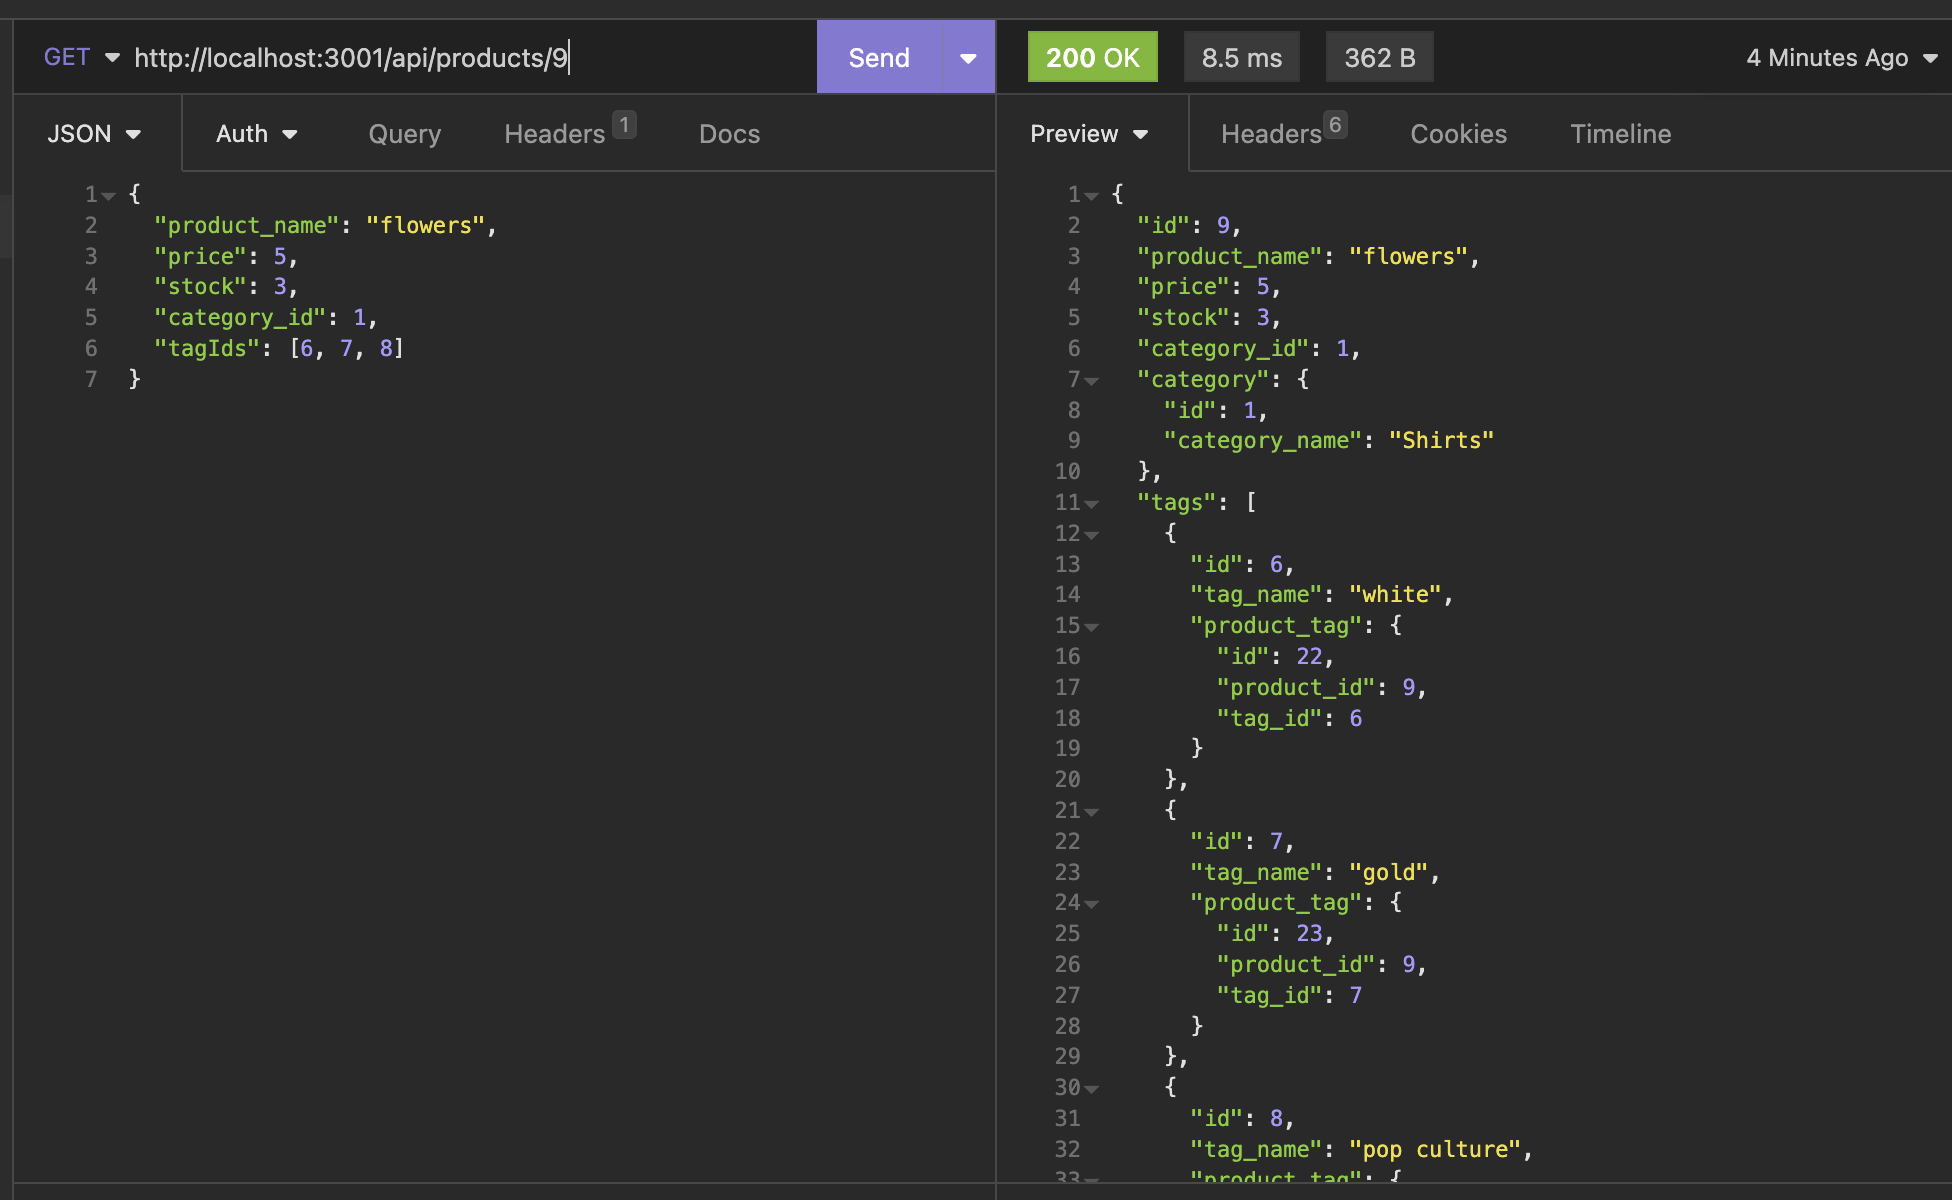 GET http://localhost:3001/api/products/9 Send 200 OK 8.5 ms 362 B 4 Minutes Ago
JSON Auth Query Headers 1 Docs
1 {
2 "product_name": "flowers",
3 "price": 5,
4 "stock": 3,
5 "category_id": 1,
6 "tagIds": [6, 7, 8]
7 }
Preview Headers 6 Cookies Timeline
1 {
2 "id": 9,
3 "product_name": "flowers",
4 "price": 5,
5 "stock": 3,
6 "category_id": 1,
7 "category": {
8 "id": 1,
9 "category_name": "Shirts"
10 },
11 "tags": [
12 {
13 "id": 6,
14 "tag_name": "white",
15 "product_tag": {
16 "id": 22,
17 "product_id": 9,
18 "tag_id": 6
19 }
20 },
21 {
22 "id": 7,
23 "tag_name": "gold",
24 "product_tag": {
25 "id": 23,
26 "product_id": 9,
27 "tag_id": 7
28 }
29 },
30 {
31 "id": 8,
32 "tag_name": "pop culture",
33 "product_tag": {